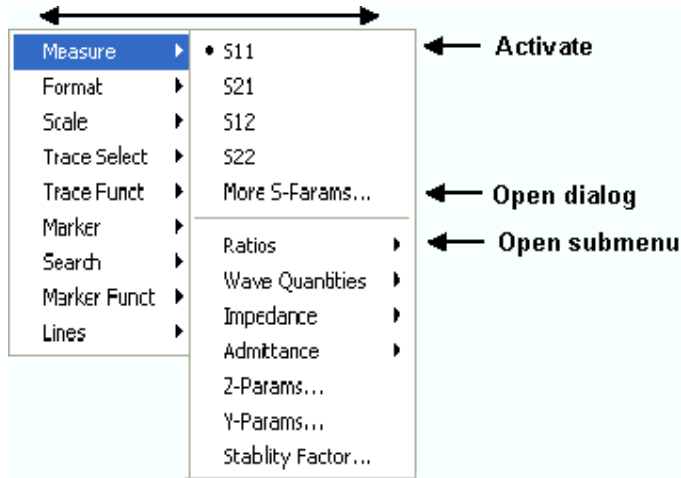 Measure
Format
Scale
Trace Select
Trace Funct
Marker
Search
Marker Funct
Lines
S11
S21
S12
S22
More S-Farams...
Ratios
Wave Quantities
Impedance
Admittance
Z-Params...
Y-Params...
Stablity Factor...
Activate
Open dialog
Open submenu